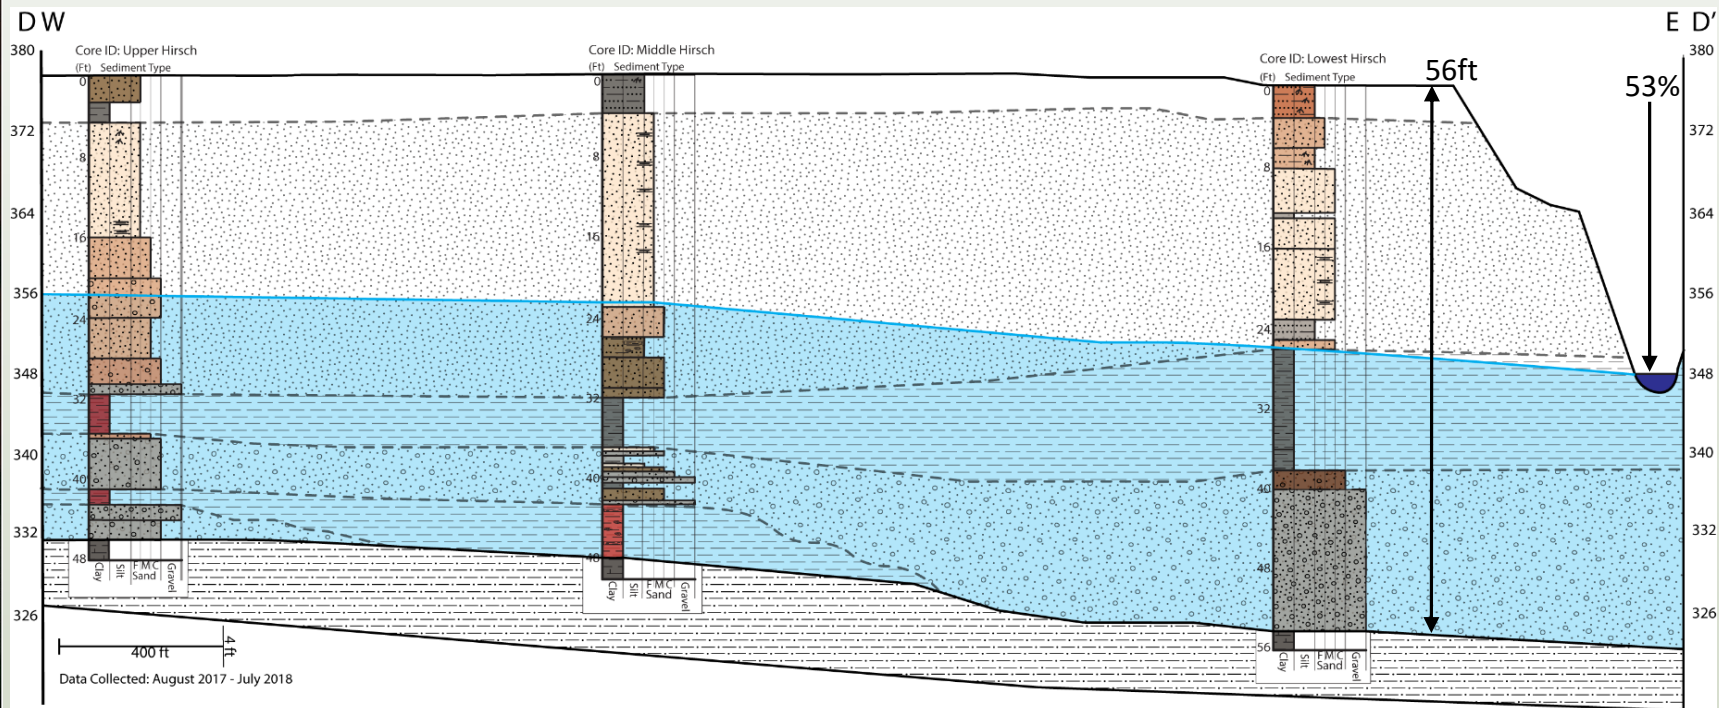 D W
E D’
380
372
364
356
348
340
332
326
Core ID: Upper Hirsch
(Ft) Sediment Type
0
8
16
24
32
40
48
Clay
Silt
F M C
Sand
Gravel
Core ID: Middle Hirsch
(Ft) Sediment Type
0
8
16
24
32
40
40
Clay
Silt
F M C
Sand
Gravel
Core ID: Lowest Hirsch
(Ft) Sediment Type
0
8
16
24
32
40
48
56
Clay
Silt
F M C
Sand
Gravel
56ft
53%
380
372
364
356
348
340
332
326
400 ft
4 ft
Data Collected: August 2017 - July 2018